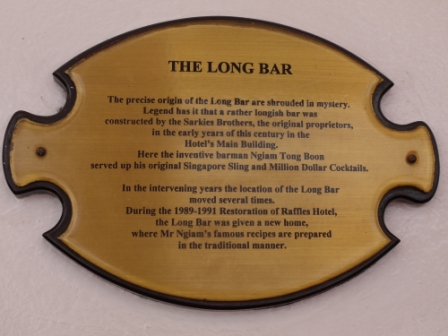 THE LONG BAR
The precise origin of the Long Bar are shrouded in mystery.
Legend has it that a rather longish bar was
constructed by the Sarkies Brothers, the original proprietors,
in the early years of this century in the
Hotel's Main Building.
Here the inventive barman Ngiam Tong Boon
served up his original Singapore Sling and Million Dollar Cocktails.
In the intervening years the location of the Long Bar
moved several times.
During the 1989-1991 Restoration of Raffles Hotel,
the Long Bar was given a new home,
where Mr Ngiam's famous recipes are prepared
in the traditional manner.